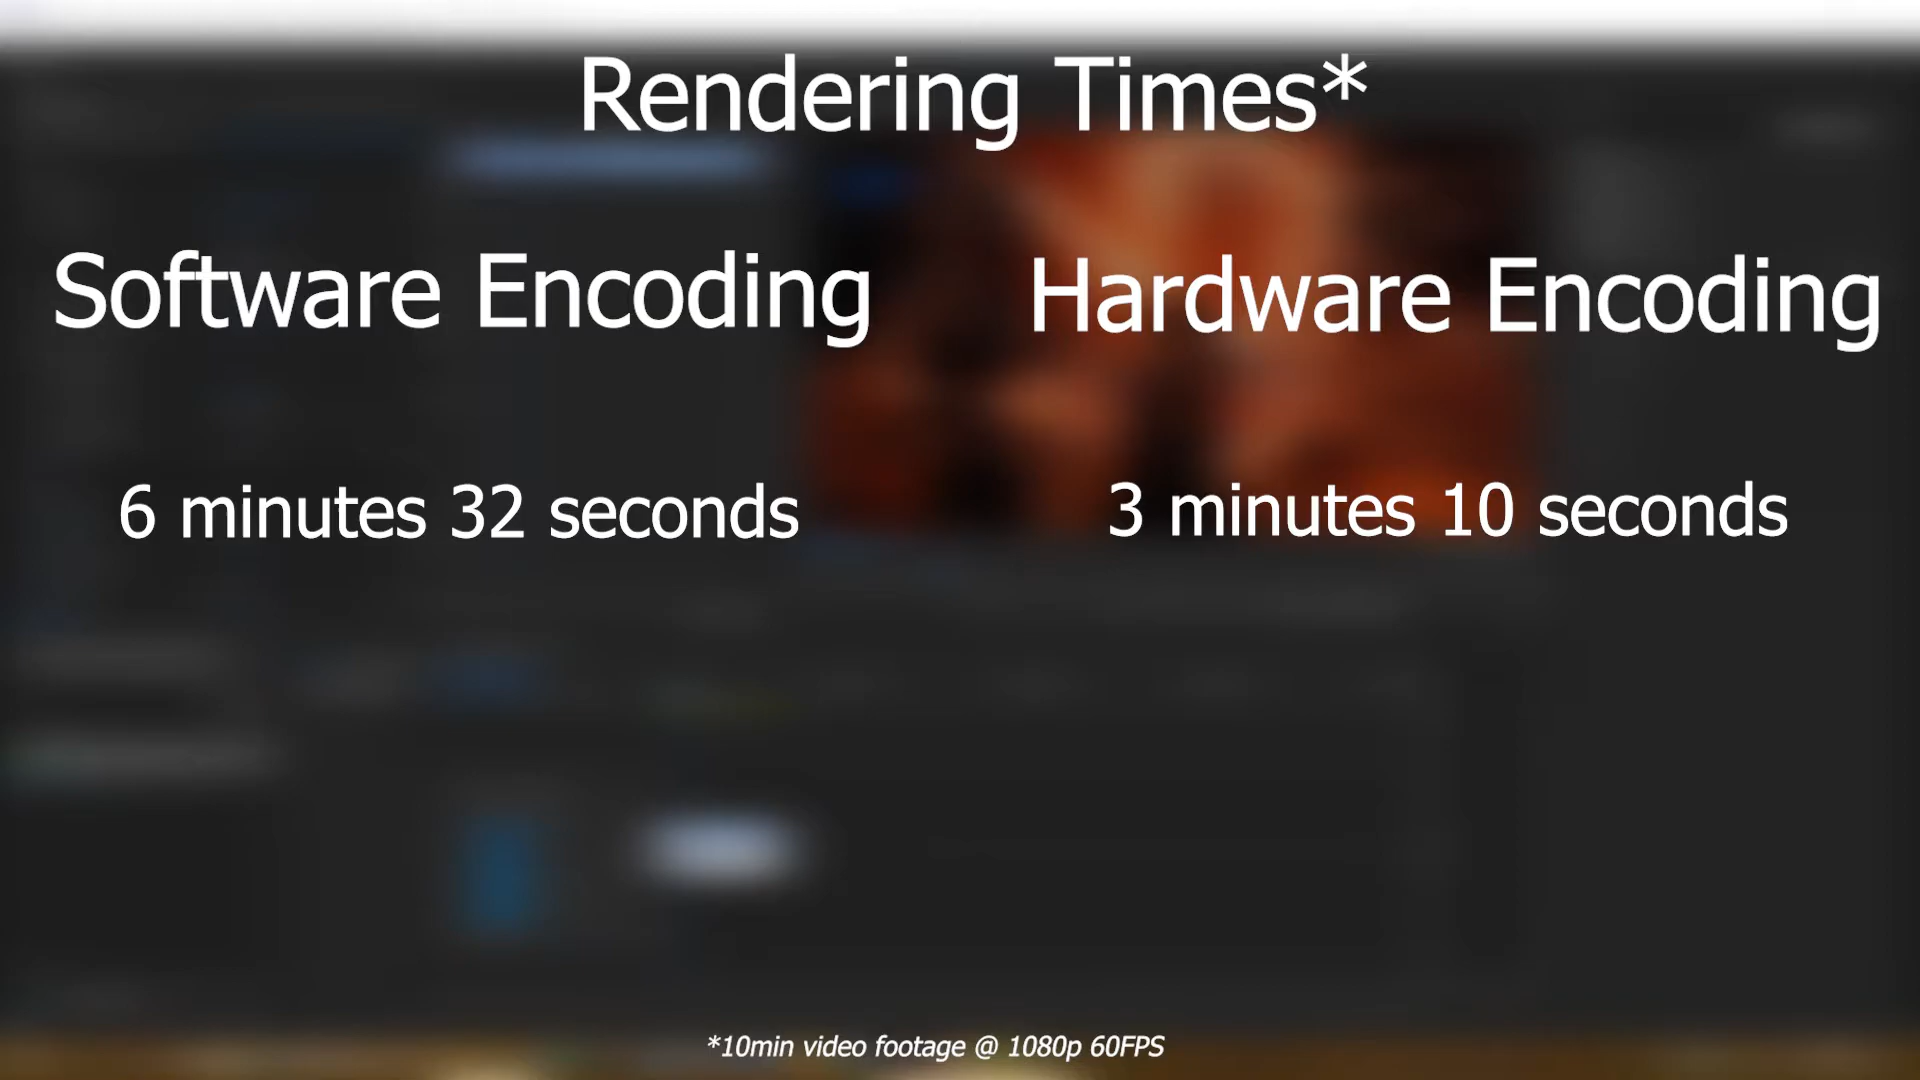 Rendering Times*
Software Encoding
Hardware Encoding
6 minutes 32 seconds
3 minutes 10 seconds
*10min video footage @ 1080p 60FPS